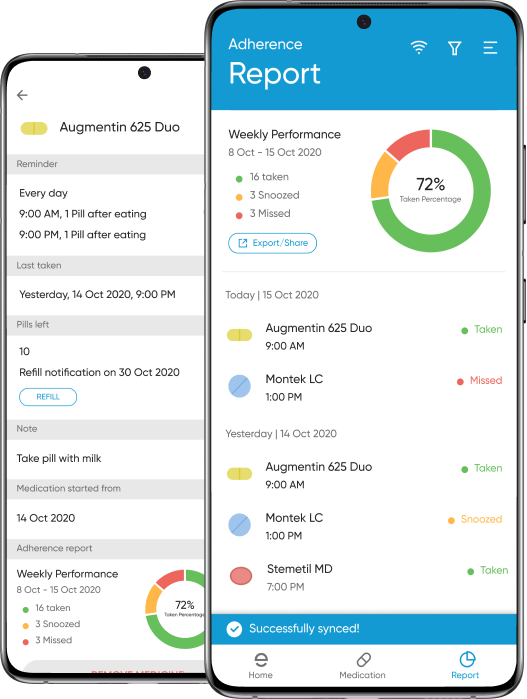 Augmentin 625 Duo
Reminder
Every day
9:00 AM, 1 Pill after eating
9:00 PM, 1 Pill after eating
Last taken
Yesterday, 14 Oct 2020, 9:00 PM
Pills left
10
Refill notification on 30 Oct 2020
REFILL
Note
Take pill with milk
Medication started from
14 Oct 2020
Adherence report
Weekly Performance
8 Oct - 15 Oct 2020
16 taken
3 Snoozed
3 Missed
72%
Taken Percentage
REMOVE MEDICINE
Adherence
Report
Weekly Performance
8 Oct - 15 Oct 2020
16 taken
3 Snoozed
3 Missed
72%
Taken Percentage
Export/Share
Today | 15 Oct 2020
Augmentin 625 Duo
Taken
9:00 AM
Montek LC
Missed
1:00 PM
Yesterday | 14 Oct 2020
Augmentin 625 Duo
Taken
9:00 AM
Montek LC
Snoozed
1:00 PM
Stemetil MD
Taken
7:00 PM
Successfully synced!
Home
Medication
Report